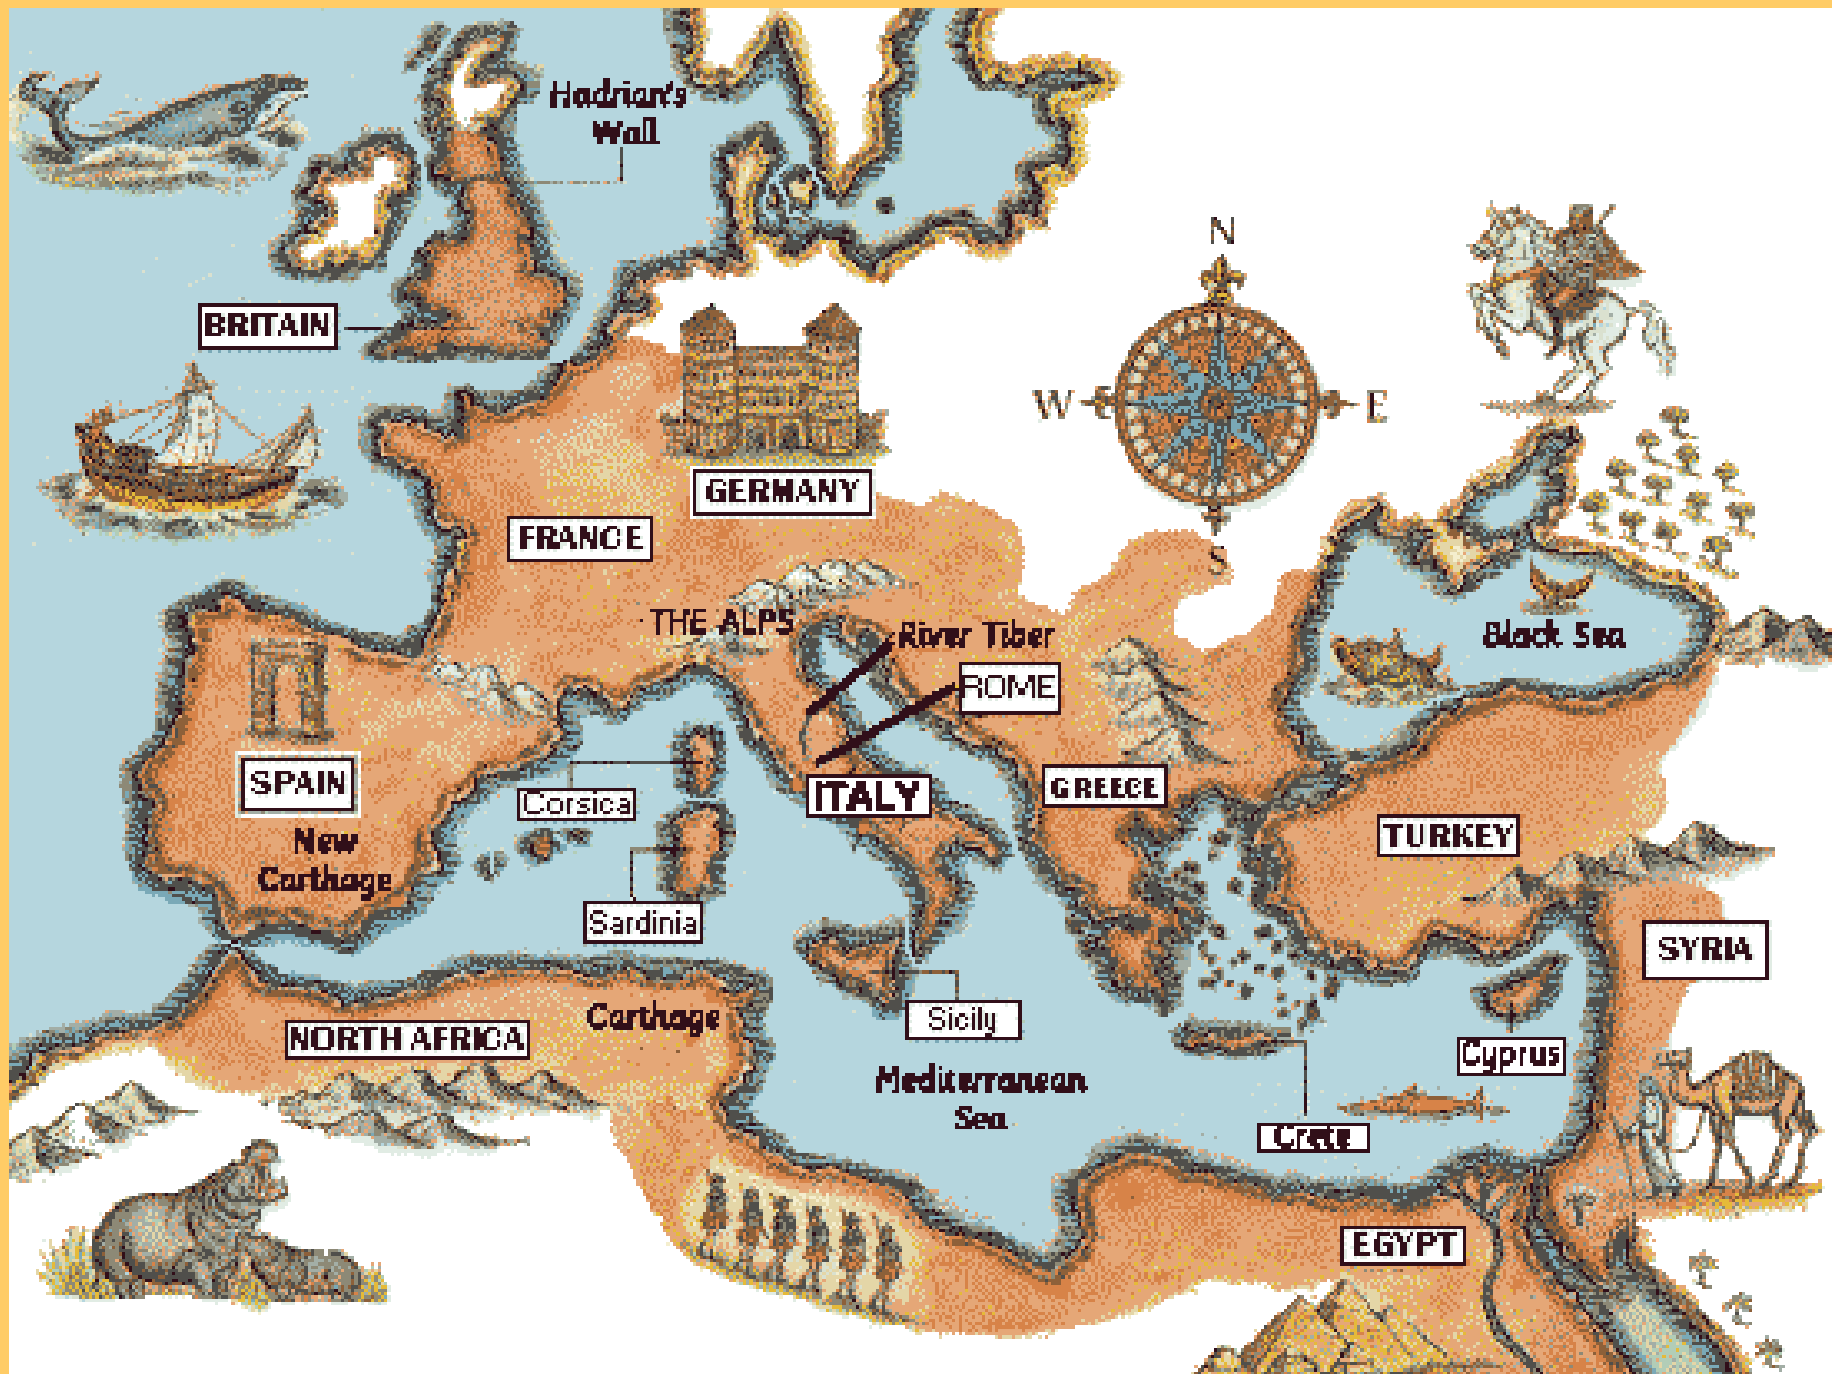 Hadrian's
Wall
N
BRITAIN
W
E
GERMANY
FRANCE
S
THE ALPS
River Tiber
Black Sea
ROME
SPAIN
Corsica
ITALY
GREECE
TURKEY
New
Carthage
Sardinia
SYRIA
Carthage
Sicily
NORTH AFRICA
Cyprus
Mediterranean
Sea
Crete
EGYPT